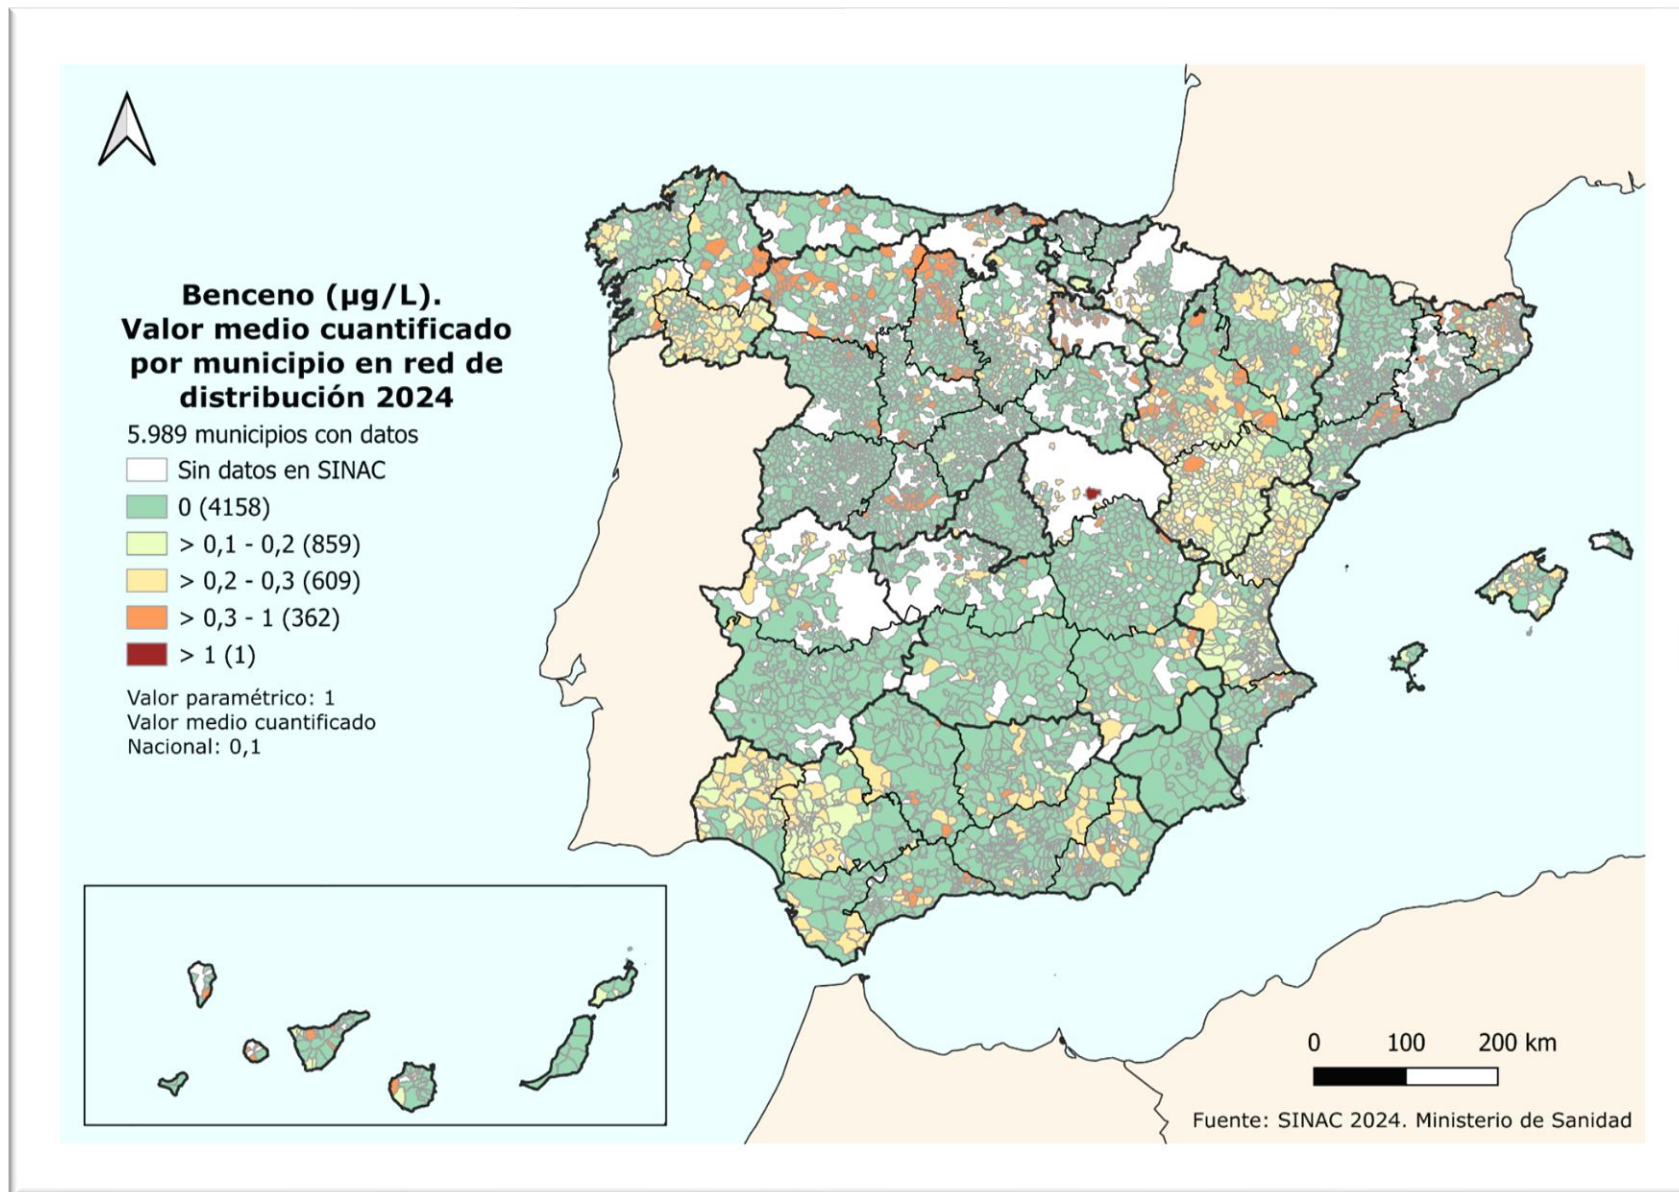 Benceno (µg/L).
Valor medio cuantificado
por municipio en red de
distribución 2024
5.989 municipios con datos
Sin datos en SINAC
0 (4158)
> 0,1 - 0,2 (859)
> 0,2 - 0,3 (609)
> 0,3 - 1 (362)
> 1 (1)
Valor paramétrico: 1
Valor medio cuantificado
Nacional: 0,1
0 100 200 km
Fuente: SINAC 2024. Ministerio de Sanidad